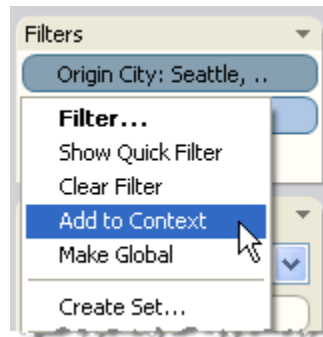 Filters
Origin City: Seattle, ..
Filter...
Show Quick Filter
Clear Filter
Add to Context
Make Global
Create Set...